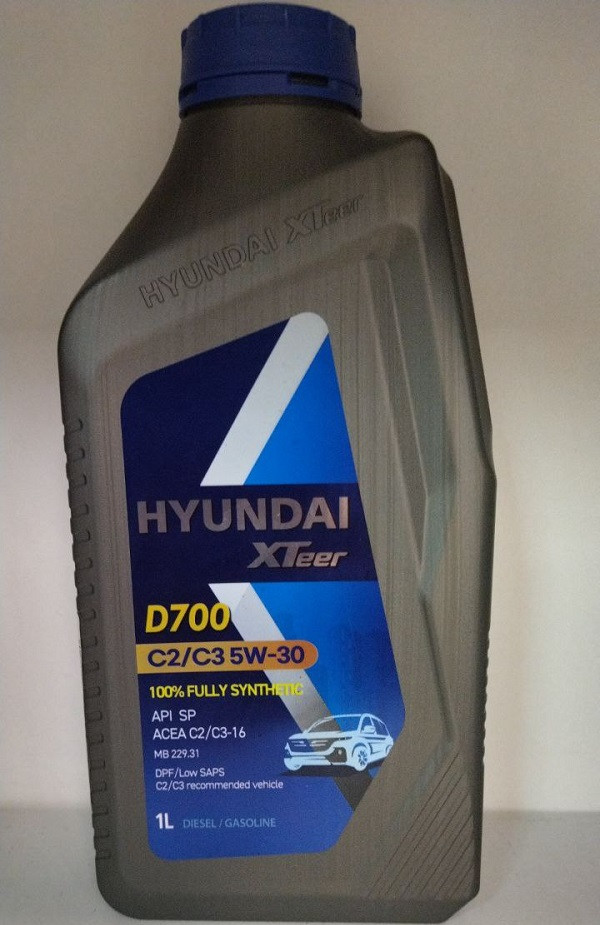 HYUNDAI XTeer
HYUNDAI
XTeer
D700
C2/C3 5W-30
100% FULLY SYNTHETIC
API SP
ACEA C2/C3-16
MB 229.31
DPF/Low SAPS
C2/C3 recommended vehicle
1L DIESEL / GASOLINE